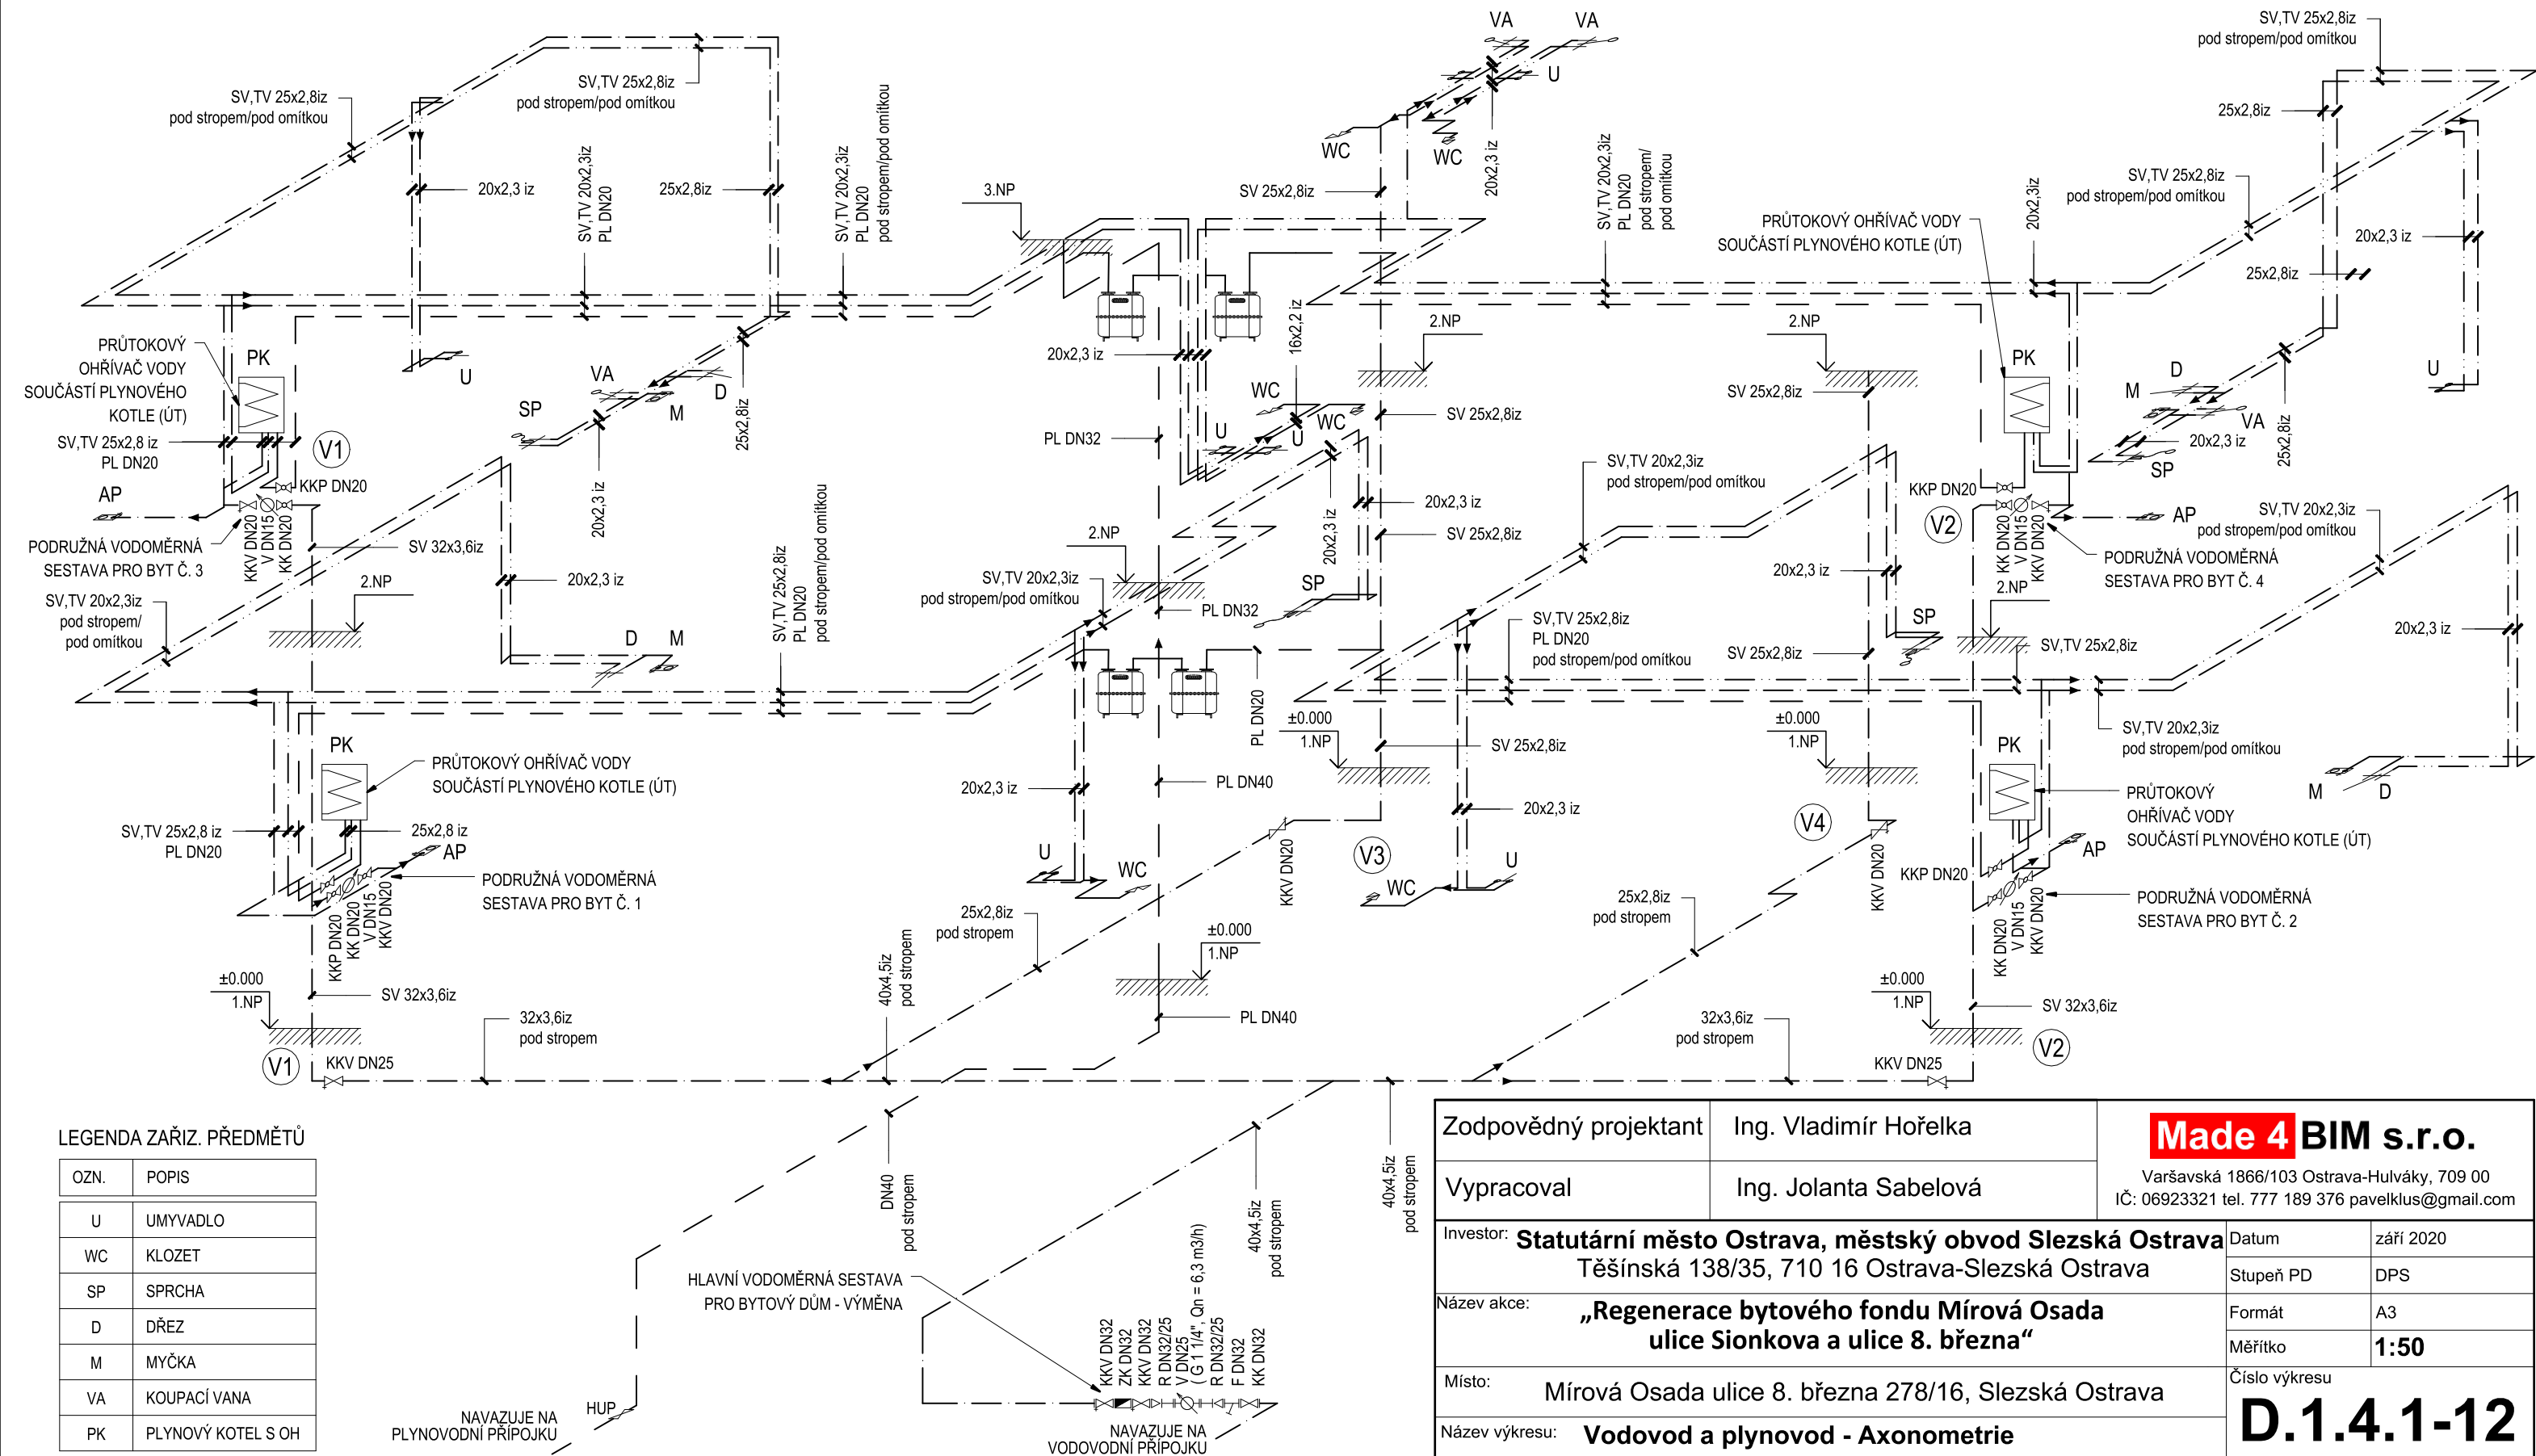 VA
VA
SV,TV 25x2,8iz
pod stropem/pod omítkou
SV,TV 25x2,8iz
pod stropem/pod omítkou
SV,TV 25x2,8iz
pod stropem/pod omítkou
U
25x2,8iz
WC
WC
20x2,3 iz
SV,TV 20x2,3iz
PL DN20
SV,TV 20x2,3iz
PL DN20
pod stropem/pod omítkou
20x2,3 iz
25x2,8iz
3.NP
SV 25x2,8iz
SV,TV 20x2,3iz
PL DN20
pod stropem/
pod omítkou
SV,TV 25x2,8iz
pod stropem/pod omítkou
20x2,3iz
PRŮTOKOVÝ OHŘÍVAČ VODY
SOUČÁSTÍ PLYNOVÉHO KOTLE (ÚT)
20x2,3 iz
25x2,8iz
PRŮTOKOVÝ
OHŘÍVAČ VODY
SOUČÁSTÍ PLYNOVÉHO
KOTLE (ÚT)
PK
U
VA
D
M
SP
25x2,8iz
20x2,3 iz
20x2,3 iz
16x2,2 iz
2.NP
2.NP
PK
D
M
VA
U
SV 25x2,8iz
WC
WC
U
U
SV 25x2,8iz
SV,TV 25x2,8 iz
PL DN20
V1
PL DN32
20x2,3 iz
25x2,8iz
SP
KKP DN20
AP
KKV DN20
V DN15
KK DN20
PODRUŽNÁ VODOMĚRNÁ
SESTAVA PRO BYT Č. 3
SV 32x3,6iz
2.NP
SV,TV 20x2,3iz
pod stropem/
pod omítkou
20x2,3 iz
D
M
SV,TV 25x2,8iz
PL DN20
pod stropem/pod omítkou
2.NP
SV,TV 20x2,3iz
pod stropem/pod omítkou
PL DN32
20x2,3 iz
20x2,3 iz
SV 25x2,8iz
SP
SV,TV 20x2,3iz
pod stropem/pod omítkou
20x2,3 iz
SP
SV,TV 25x2,8iz
PL DN20
pod stropem/pod omítkou
SV 25x2,8iz
KKP DN20
V2
KK DN20
V DN15
KKV DN20
AP
PODRUŽNÁ VODOMĚRNÁ
SESTAVA PRO BYT Č. 4
SV,TV 20x2,3iz
pod stropem/pod omítkou
2.NP
SV,TV 25x2,8iz
20x2,3 iz
SV,TV 20x2,3iz
pod stropem/pod omítkou
PK
PRŮTOKOVÝ OHŘÍVAČ VODY
SOUČÁSTÍ PLYNOVÉHO KOTLE (ÚT)
SV,TV 25x2,8 iz
PL DN20
25x2,8 iz
AP
PODRUŽNÁ VODOMĚRNÁ
SESTAVA PRO BYT Č. 1
KKP DN20
KK DN20
V DN15
KKV DN20
PL DN20
±0.000
1.NP
SV 25x2,8iz
±0.000
1.NP
PK
20x2,3 iz
PL DN40
20x2,3 iz
U
WC
KKV DN20
V3
WC
U
V4
KKV DN20
M
D
PRŮTOKOVÝ
OHŘÍVAČ VODY
SOUČÁSTÍ PLYNOVÉHO KOTLE (ÚT)
AP
KKP DN20
KK DN20
V DN15
KKV DN20
PODRUŽNÁ VODOMĚRNÁ
SESTAVA PRO BYT Č. 2
25x2,8iz
pod stropem
25x2,8iz
pod stropem
±0.000
1.NP
±0.000
1.NP
SV 32x3,6iz
40x4,5iz
pod stropem
PL DN40
±0.000
1.NP
SV 32x3,6iz
V1
KKV DN25
32x3,6iz
pod stropem
32x3,6iz
pod stropem
KKV DN25
V2
DN40
pod stropem
40x4,5iz
pod stropem
40x4,5iz
pod stropem
LEGENDA ZAŘIZ. PŘEDMĚTŮ
OZN. POPIS
U UMYVADLO
WC KLOZET
SP SPRCHA
D DŘEZ
M MYČKA
VA KOUPACÍ VANA
PK PLYNOVÝ KOTEL S OH
HLAVNÍ VODOMĚRNÁ SESTAVA
PRO BYTOVÝ DŮM - VÝMĚNA
KKV DN32
ZK DN32
KKV DN32
R DN32/25
V DN25
( G 1 1/4", Qn = 6,3 m3/h)
R DN32/25
F DN32
KK DN32
HUP
NAVAZUJE NA
PLYNOVODNÍ PŘÍPOJKU
NAVAZUJE NA
VODOVODNÍ PŘÍPOJKU
Zodpovědný projektant Ing. Vladimír Hořelka
Vypracoval Ing. Jolanta Sabelová
Made 4 BIM s.r.o.
Varšavská 1866/103 Ostrava-Hulváky, 709 00
IČ: 06923321 tel. 777 189 376 pavelklus@gmail.com
Investor: Statutární město Ostrava, městský obvod Slezská Ostrava
Těšínská 138/35, 710 16 Ostrava-Slezská Ostrava
Datum září 2020
Stupeň PD DPS
Název akce: „Regenerace bytového fondu Mírová Osada
ulice Sionkova a ulice 8. března“
Formát A3
Měřítko 1:50
Místo: Mírová Osada ulice 8. března 278/16, Slezská Ostrava
Číslo výkresu
D.1.4.1-12
Název výkresu: Vodovod a plynovod - Axonometrie